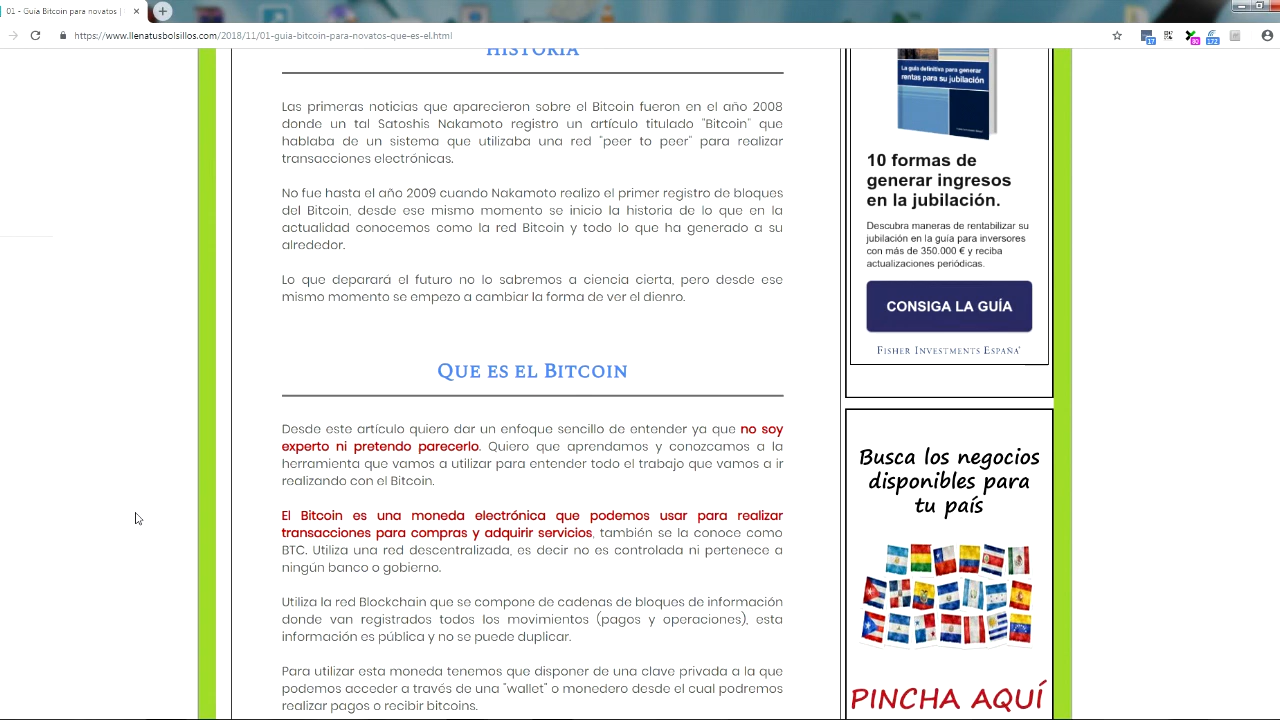 01 - Guía Bitcoin para novatos |
https://www.llenatusbolsillos.com/2018/11/01-guia-bitcoin-para-novatos-que-es-el.html
17
93
172
Historia
Las primeras noticias que aparecieron sobre el Bitcoin fueron en el año 2008
donde un tal Satoshis Nakamoto registro un artículo titulado "Bitcoin" que
hablaba de un sistema que utilizaba una red "peer to peer" para realizar
transacciones electrónicas.
No fue hasta el año 2009 cuando Nakamoto realizo el primer registro de bloques
del Bitcoin, desde ese mismo momento se inicio la historia de lo que en la
actualidad conocemos como la red Bitcoin y todo lo que ha generado a su
alrededor.
Lo que deparará el futuro no lo sabremos a ciencia cierta, pero desde ese
mismo momento se empezo a cambiar la forma de ver el dienro.
Que es el Bitcoin
Desde este artículo quiero dar un enfoque sencillo de entender ya que no soy
experto ni pretendo parecerlo. Quiero que aprendamos y conozcamos a la
herramienta que vamos a utilizar para entender todo el trabajo que vamos a ir
realizando con el Bitcoin.
El Bitcoin es una moneda electrónica que podemos usar para realizar
transacciones para compras y adquirir servicios, también se la conoce como
BTC. Utiliza una red descentralizada, es decir no es controlada ni pertenece a
ningún banco o gobierno.
Utiliza la red Blockchain que se compone de cadenas de bloques de información
donde van registrados todos los movimientos (pagos y operaciones), esta
información es pública y no se puede duplicar.
Para utilizar esta moneda tenemos que disponer de una clave privada a la que
podemos acceder a través de una "wallet" o monedero desde el cual podremos
realizar pagos o recibir bitcoins.
La guía definitiva para generar
rentas para su jubilación
10 formas de
generar ingresos
en la jubilación.
Descubra maneras de rentabilizar su
jubilación en la guía para inversores
con más de 350.000 € y reciba
actualizaciones periódicas.
CONSIGA LA GUÍA
Fisher Investments España
Busca los negocios
disponibles para
tu país
PINCHA AQUÍ